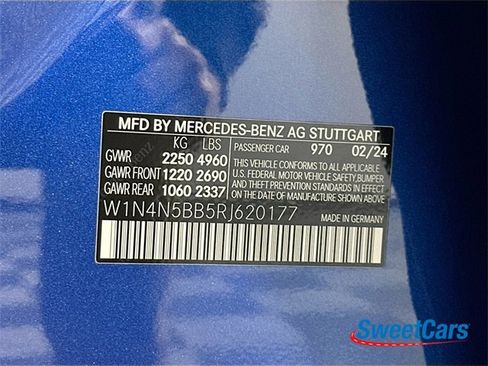 MFD BY MERCEDES-BENZ AG STUTTGART
KG LBS PASSENGER CAR 970 02/24
GVWR 2250 4960 THIS VEHICLE CONFORMS TO ALL APPLICABLE
GAWR FRONT 1220 2690 U.S. FEDERAL MOTOR VEHICLE SAFETY, BUMPER
GAWR REAR 1060 2337 AND THEFT PREVENTION STANDARDS IN EFFECT ON
THE DATE OF MANUFACTURE SHOWN ABOVE.
W1N4N5BB5RJ620177 MADE IN GERMANY
SweetCars